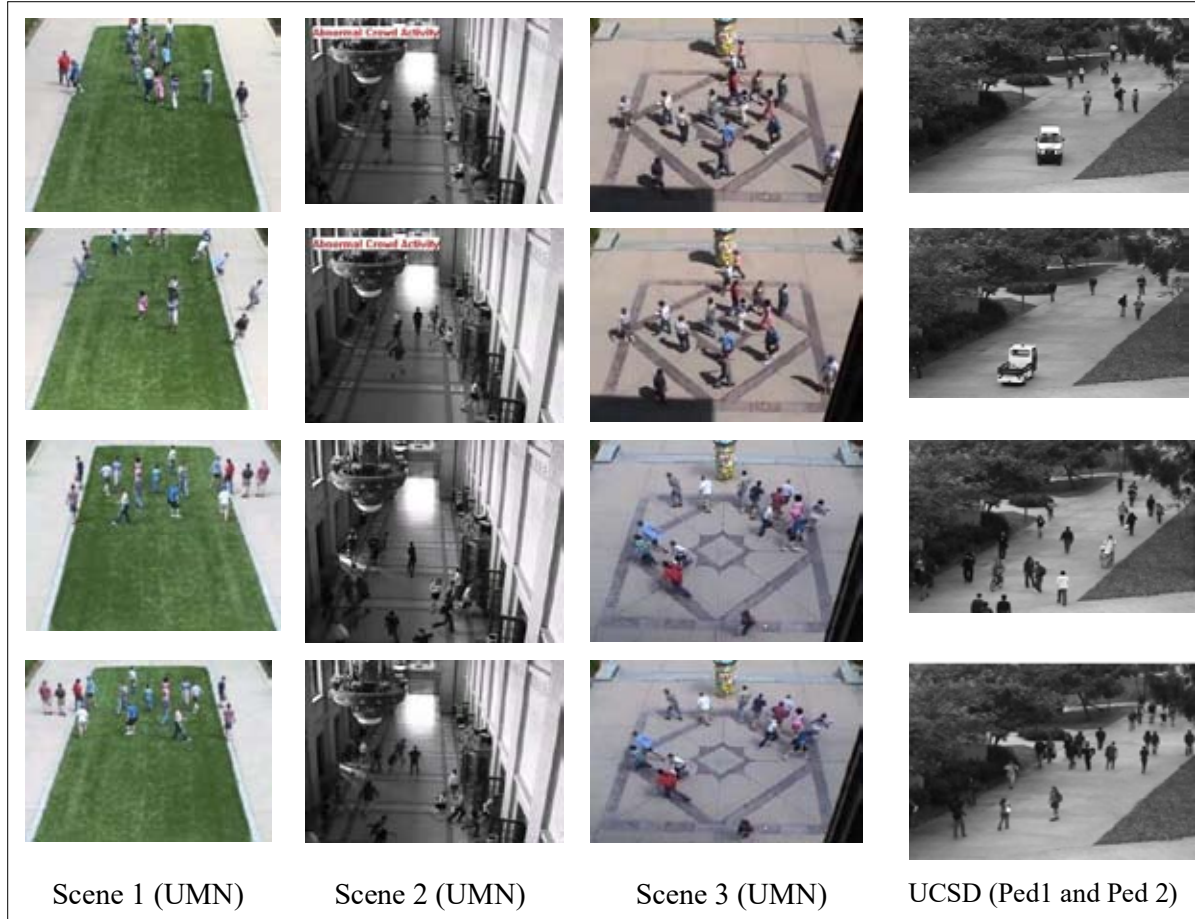 Abnormal Crowd Activity
Abnormal Crowd Activity
Scene 1 (UMN)
Scene 2 (UMN)
Scene 3 (UMN)
UCSD (Ped1 and Ped 2)